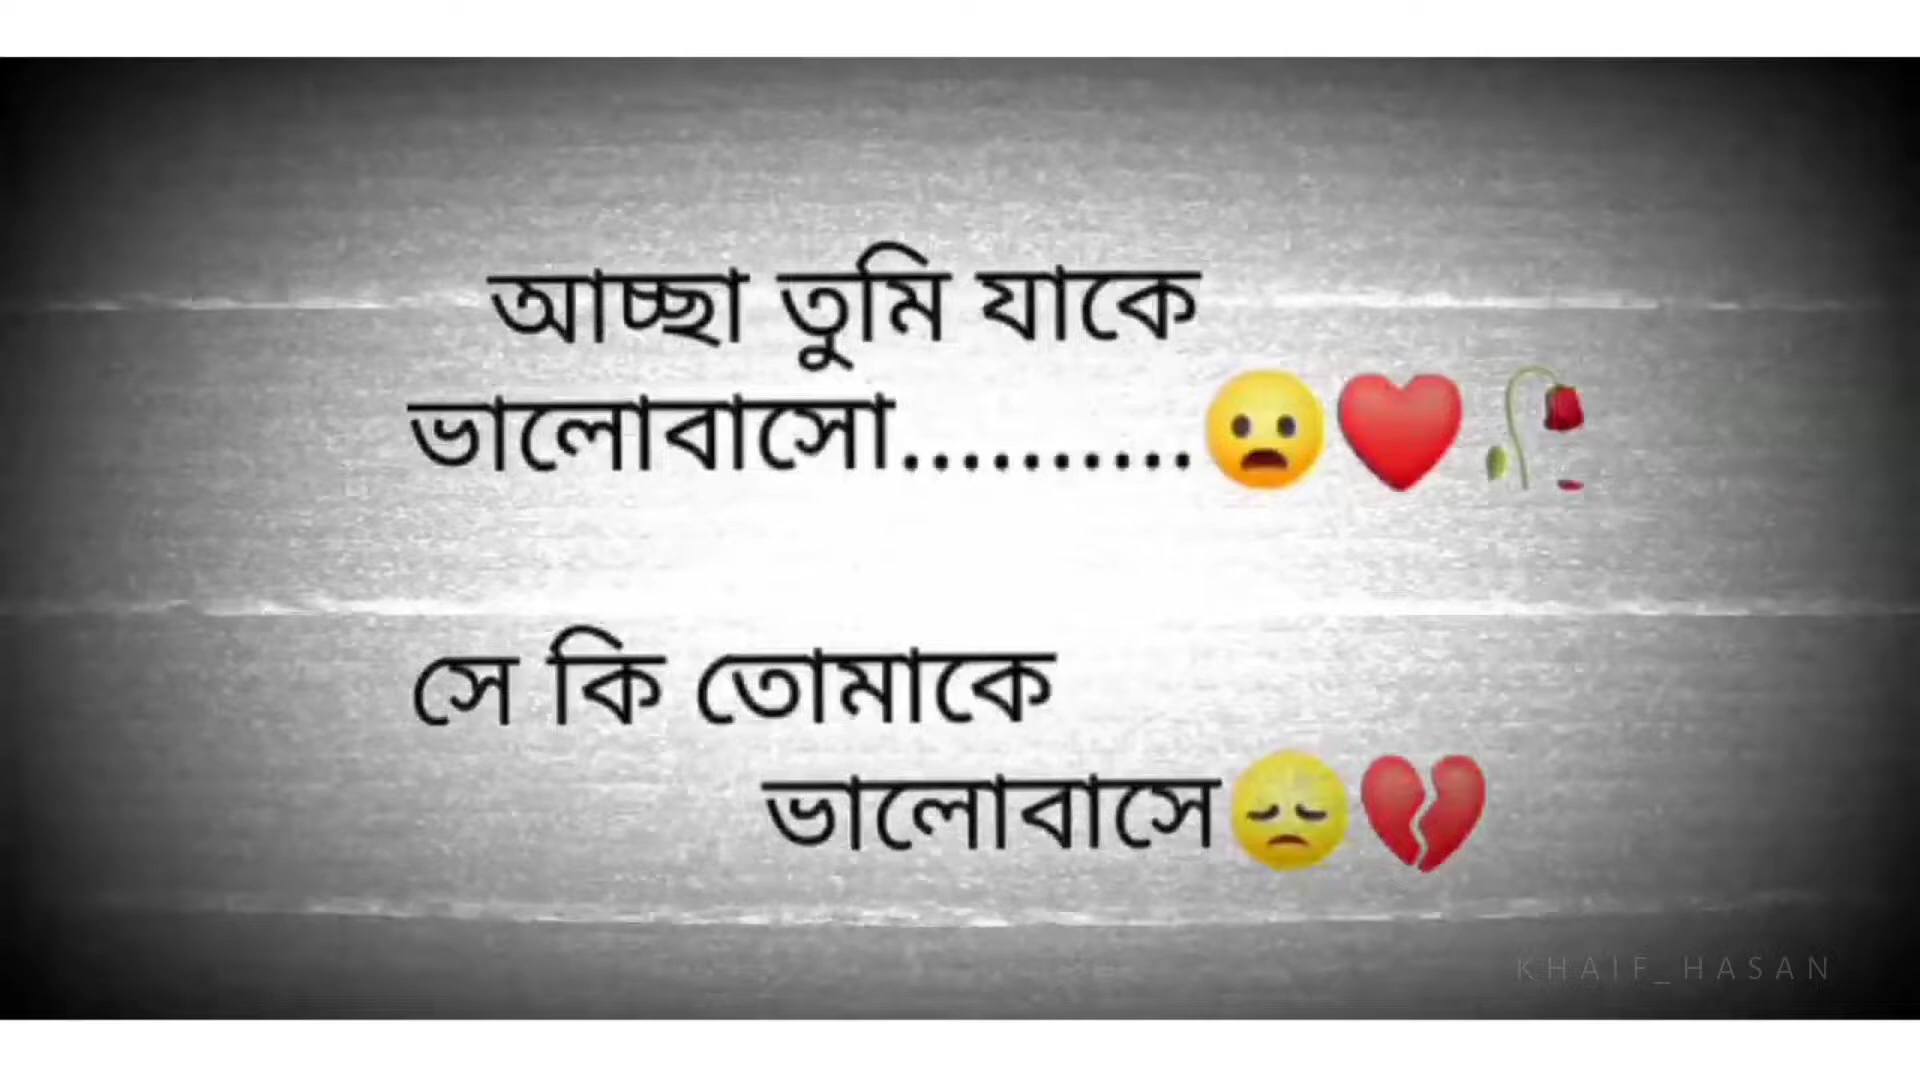 আচ্ছা তুমি যাকে
ভালোবাসো..........😦❤️🥀
সে কি তোমাকে
ভালোবাসে😞💔
KHAIF_HASAN